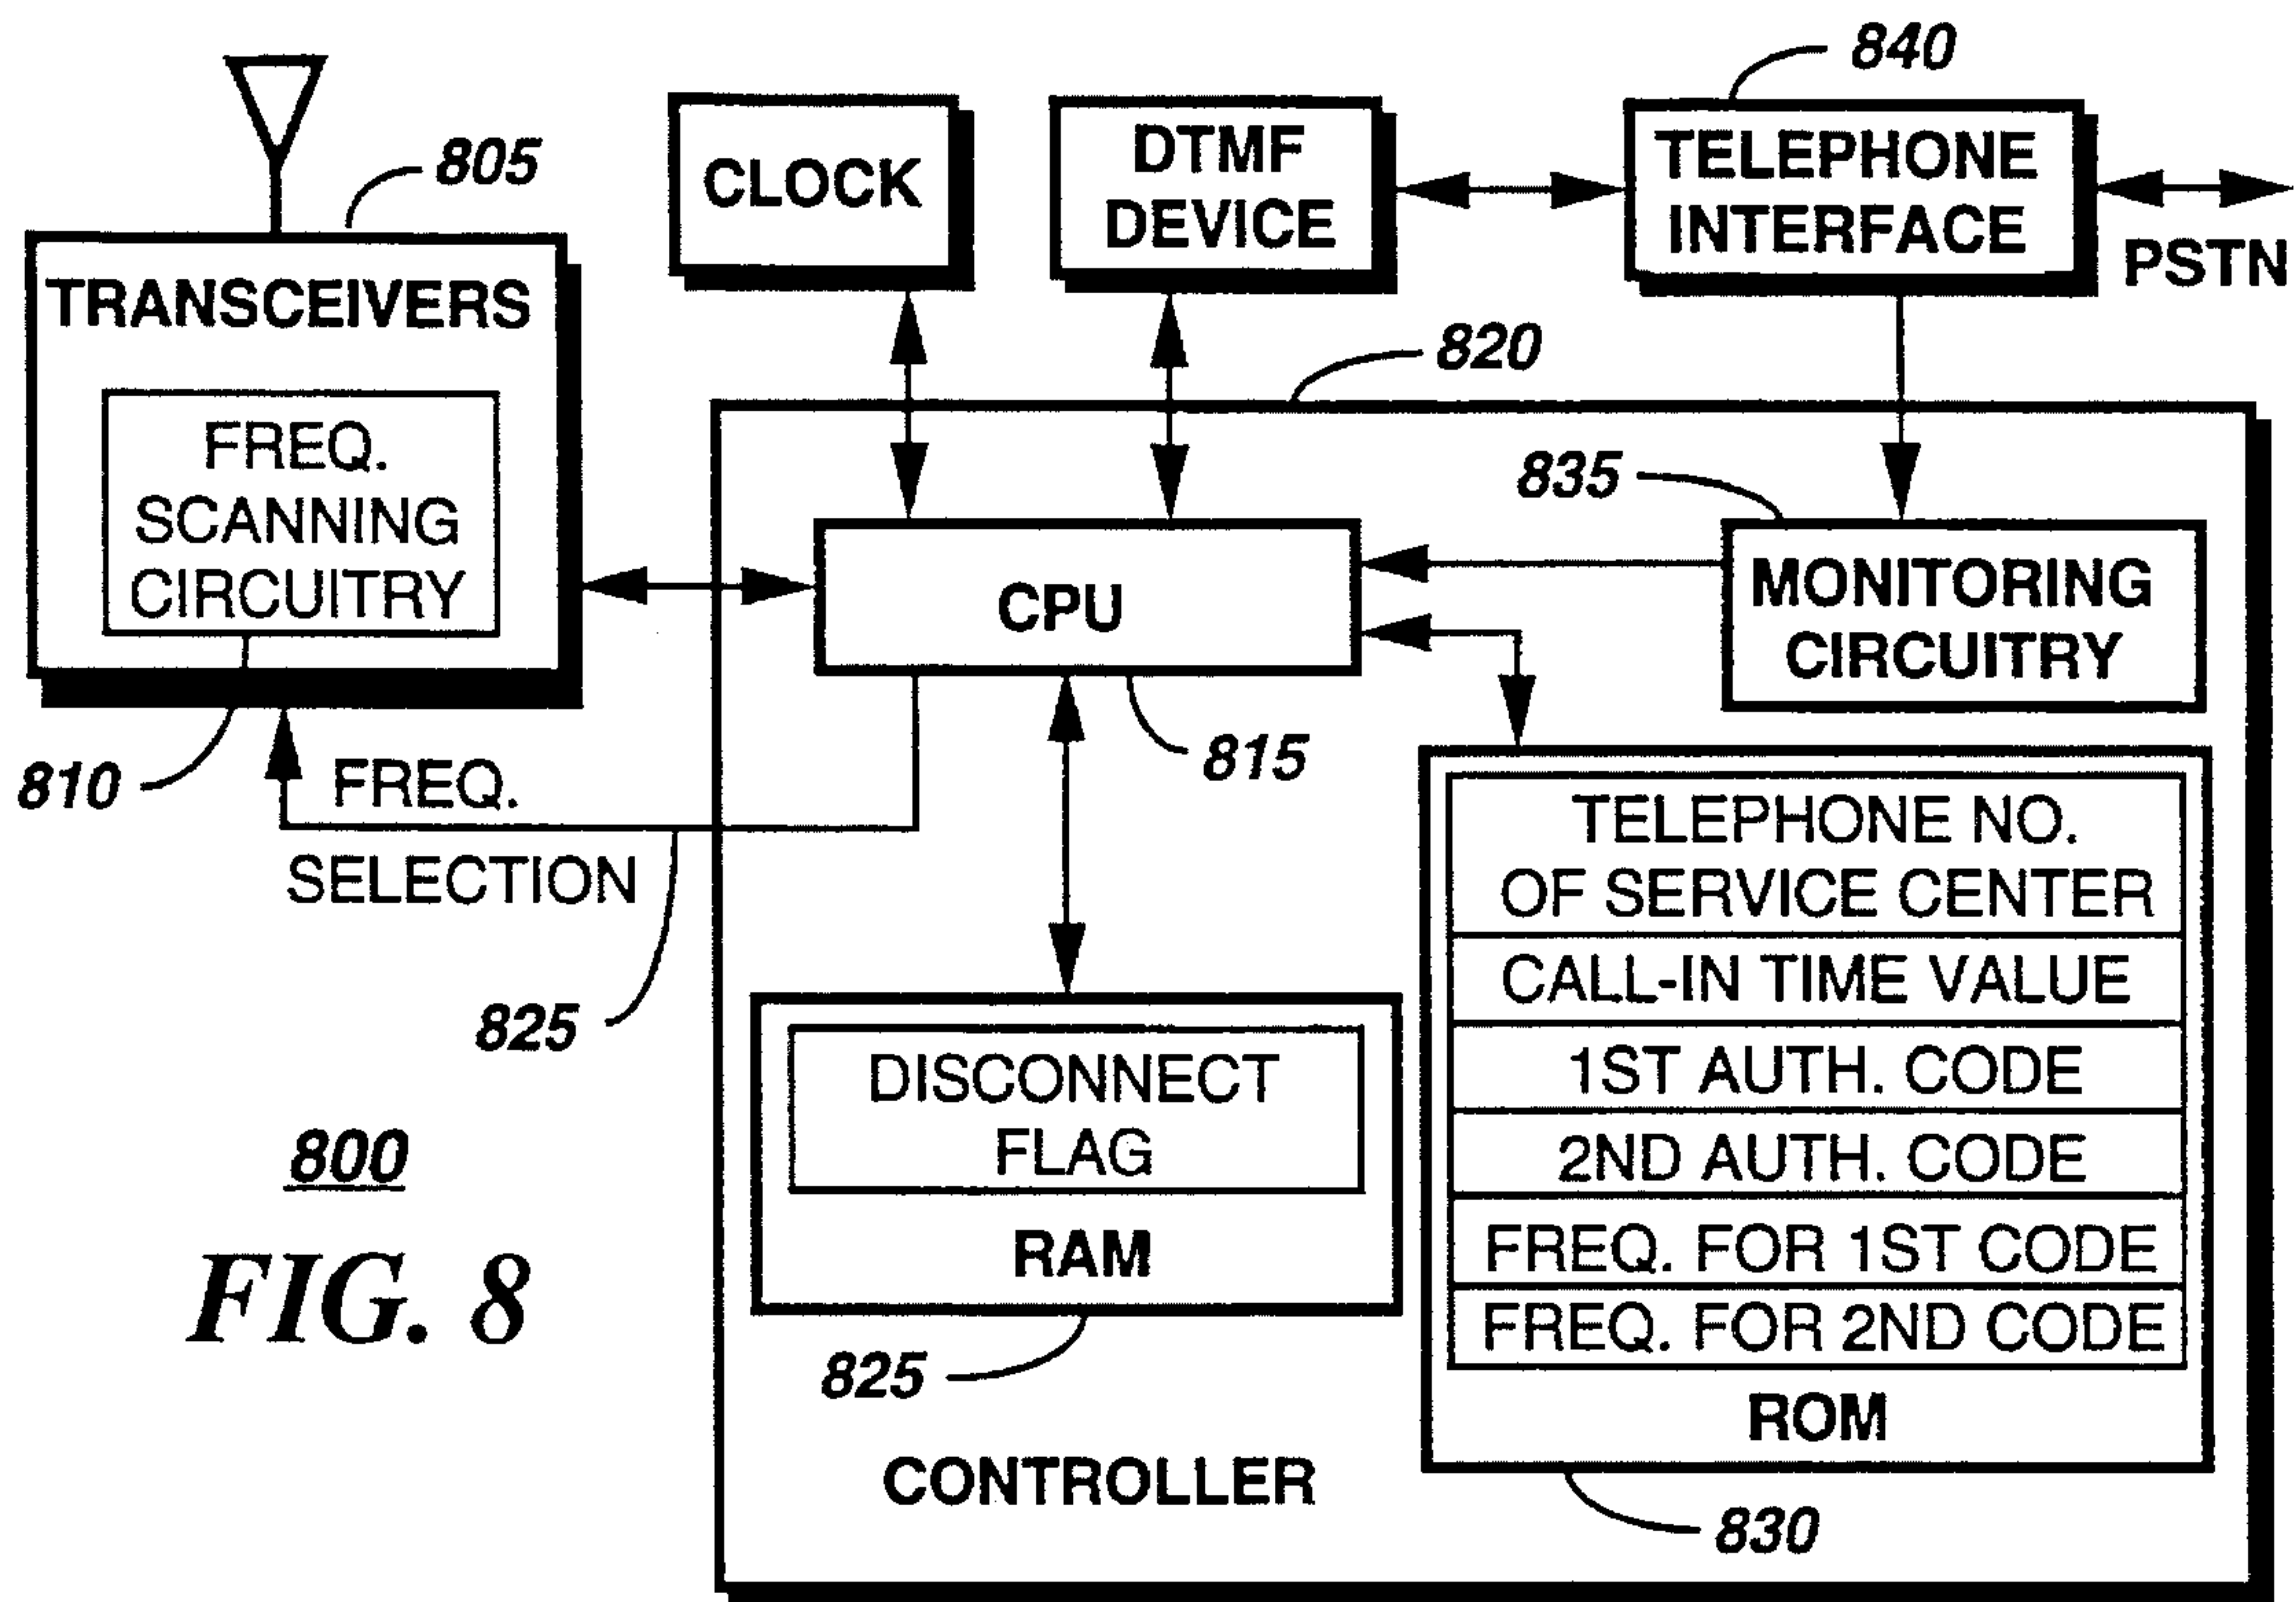 840
805
CLOCK
DTMF
DEVICE
TELEPHONE
INTERFACE
PSTN
TRANSCEIVERS
FREQ.
SCANNING
CIRCUITRY
820
835
CPU
MONITORING
CIRCUITRY
810
FREQ.
SELECTION
815
825
TELEPHONE NO.
OF SERVICE CENTER
CALL-IN TIME VALUE
1ST AUTH. CODE
2ND AUTH. CODE
FREQ. FOR 1ST CODE
FREQ. FOR 2ND CODE
ROM
DISCONNECT
FLAG
RAM
825
CONTROLLER
830
800
FIG. 8